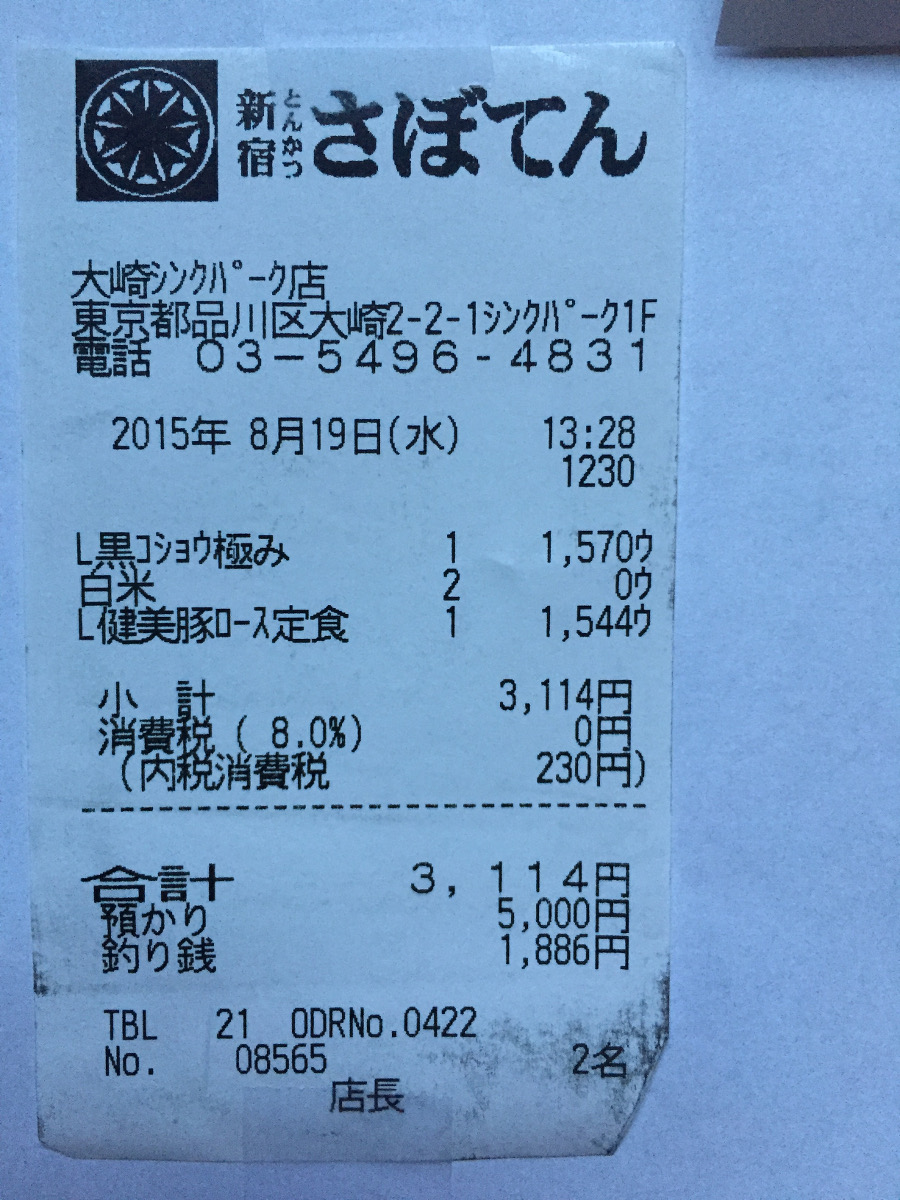 新宿 とんかつ さぼてん
大崎ｼﾝｸﾊﾟｰｸ店
東京都品川区大崎2-2-1ｼﾝｸﾊﾟｰｸ1F
電話 ０３－５４９６-４８３１
2015年 8月19日(水) 13:28
1230
L黒ｺｼｮｳ極み 1 1,570ｳ
白米 2 0ｳ
L健美豚ﾛｰｽ定食 1 1,544ｳ
小 計 3,114円
消費税 ( 8.0%) 0円
(内税消費税 230円)
合計 ３,１１４円
預かり 5,000円
釣り銭 1,886円
TBL 21 ODRNo.0422
No. 08565 2名
店長